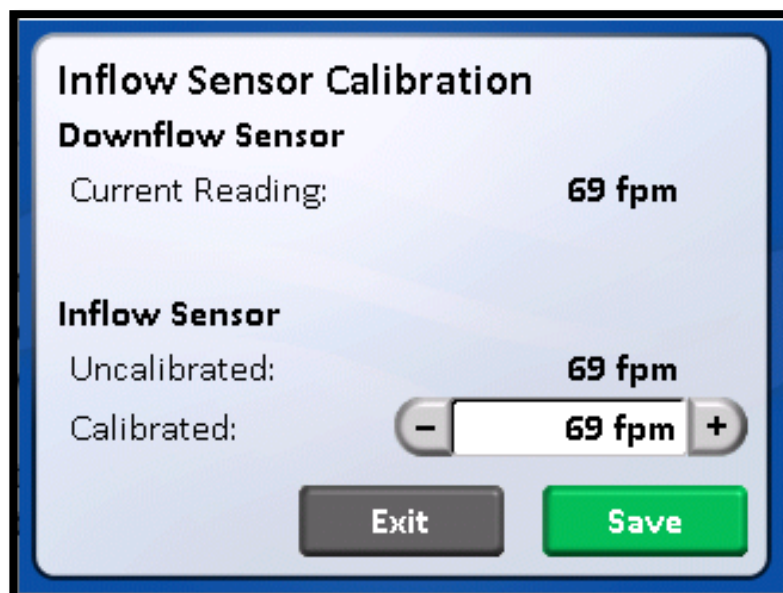 Inflow Sensor Calibration
Downflow Sensor
Current Reading: 69 fpm
Inflow Sensor
Uncalibrated: 69 fpm
Calibrated: - 69 fpm +
Exit Save